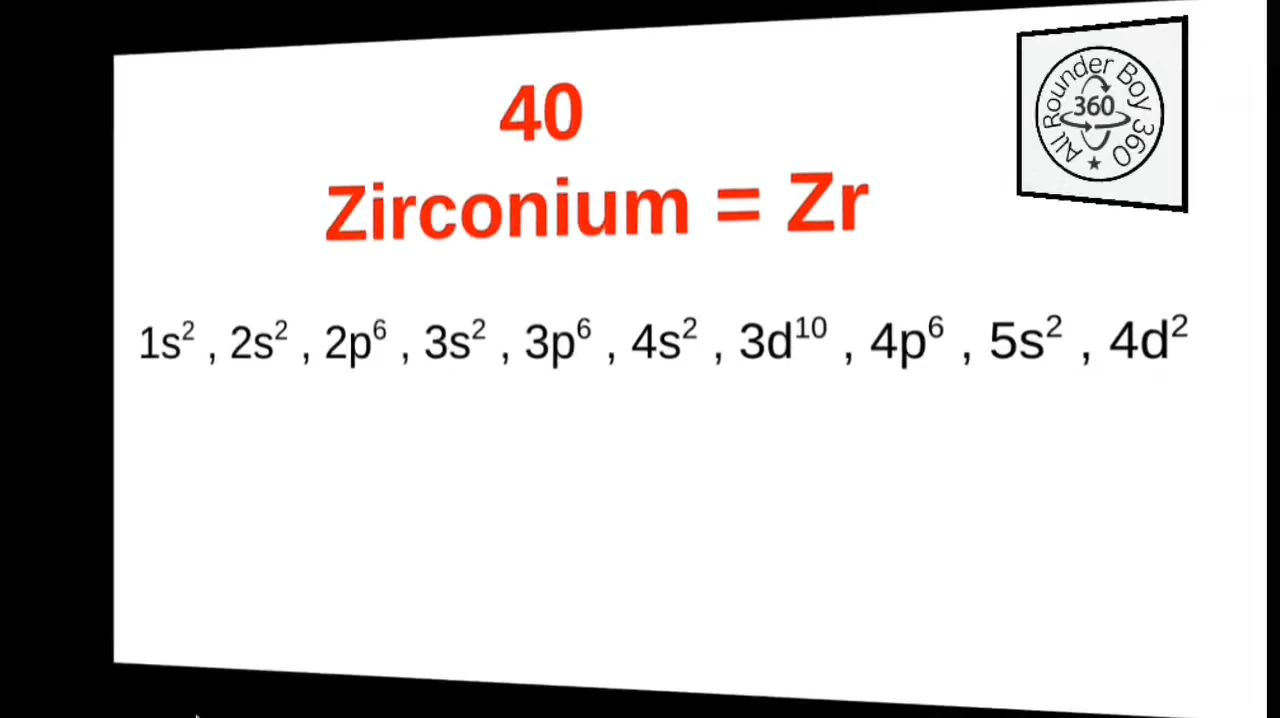 40
Zirconium = Zr
1s² , 2s² , 2p⁶ , 3s² , 3p⁶ , 4s² , 3d¹⁰ , 4p⁶ , 5s² , 4d²
All Rounder Boy 360
360